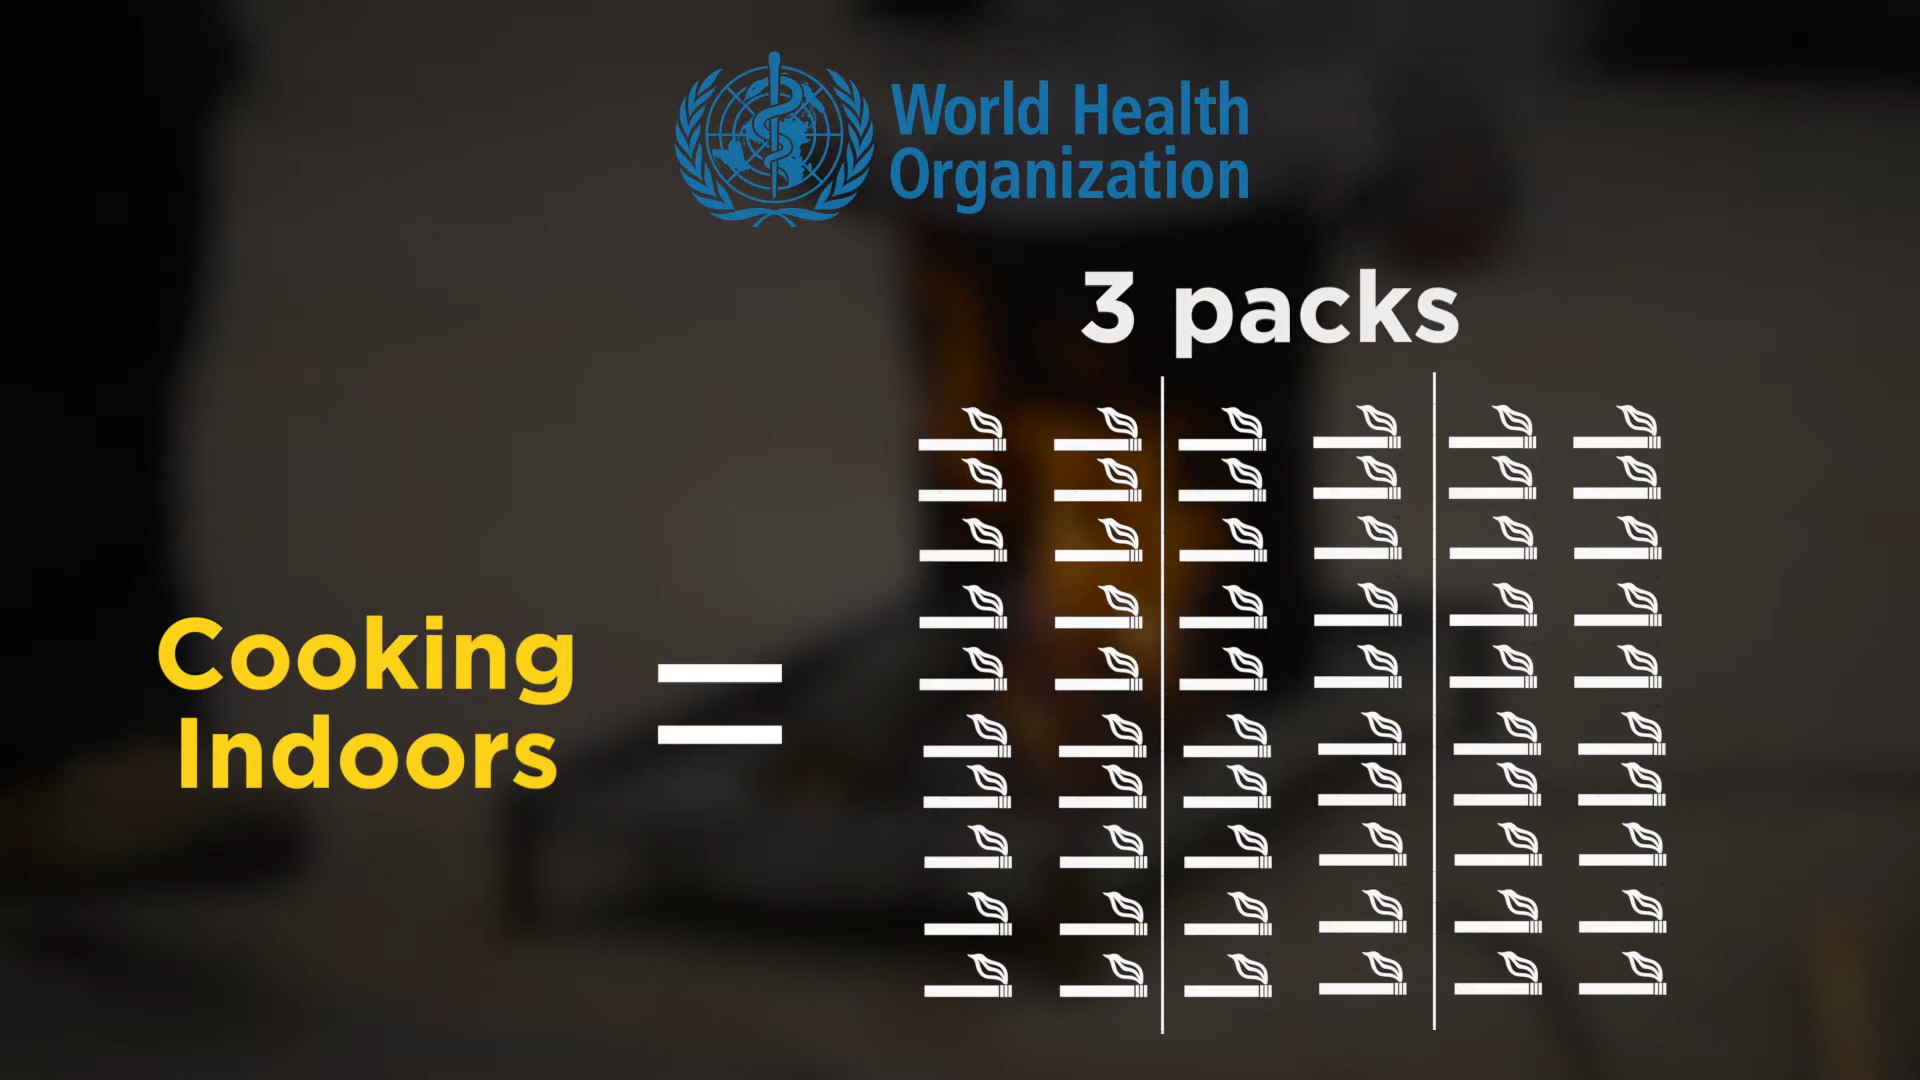 World Health
Organization
3 packs
Cooking
Indoors
=